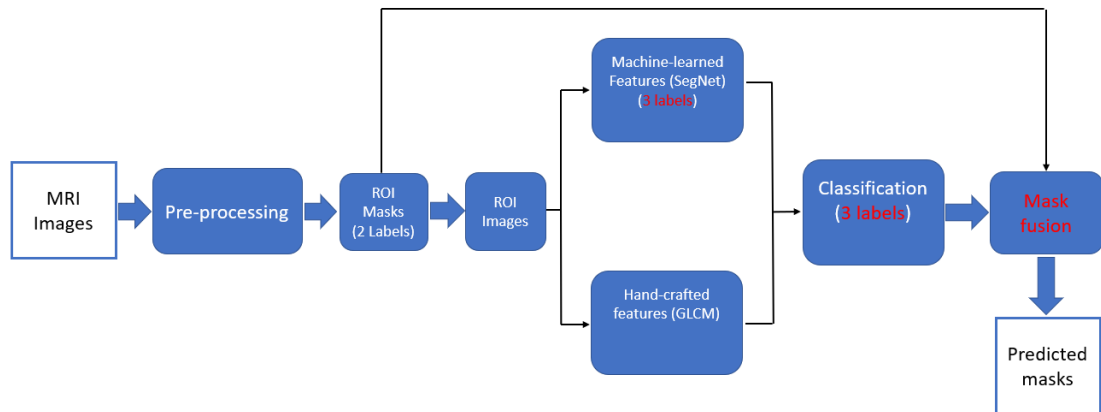 MRI
Images
Pre-processing
ROI
Masks
(2 Labels)
ROI
Images
Machine-learned
Features (SegNet)
(3 labels)
Hand-crafted
features (GLCM)
Classification
(3 labels)
Mask
fusion
Predicted
masks